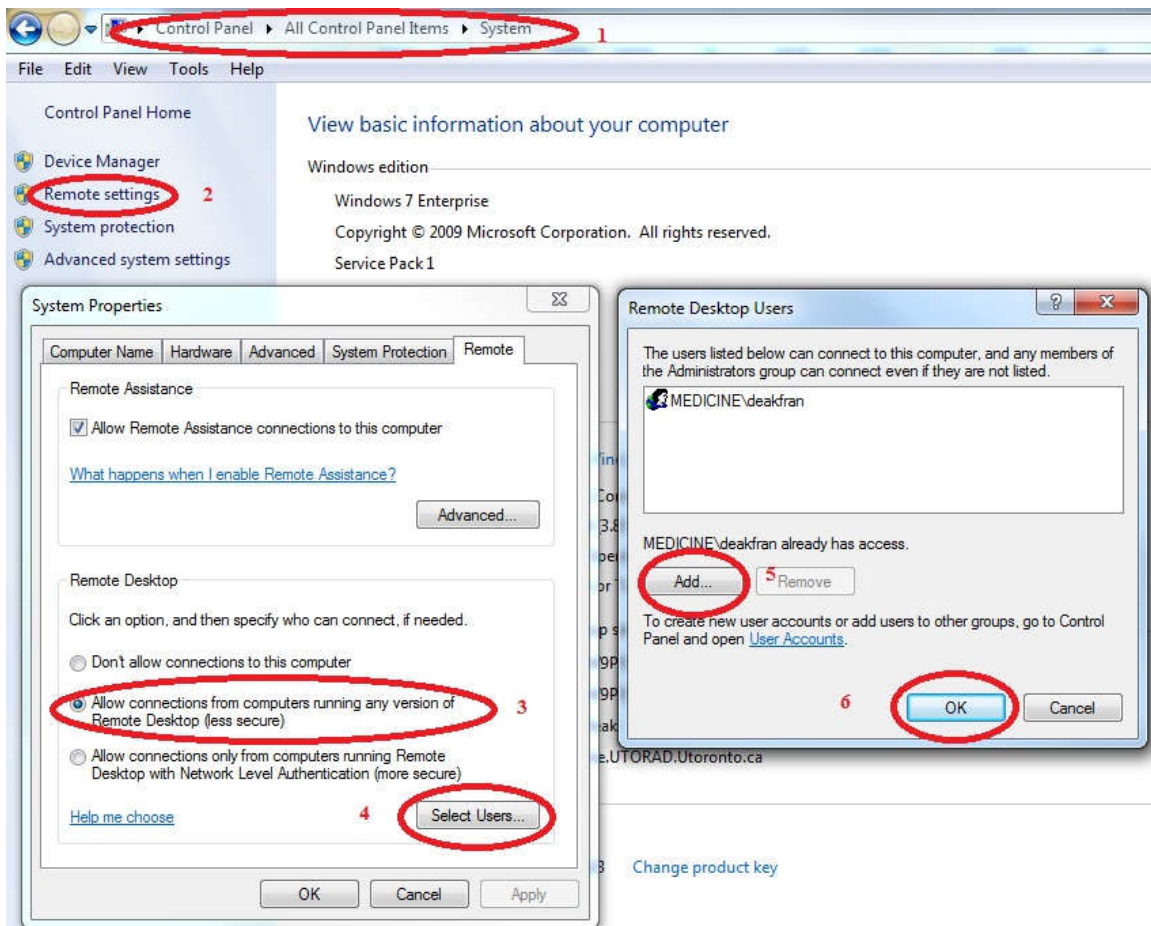 Control Panel ▸ All Control Panel Items ▸ System
1
File Edit View Tools Help
Control Panel Home
Device Manager
Remote settings 2
System protection
Advanced system settings
View basic information about your computer
Windows edition
Windows 7 Enterprise
Copyright © 2009 Microsoft Corporation. All rights reserved.
Service Pack 1
System Properties
Computer Name Hardware Advanced System Protection Remote
Remote Assistance
Allow Remote Assistance connections to this computer
What happens when I enable Remote Assistance?
Advanced...
Remote Desktop
Click an option, and then specify who can connect, if needed.
Don't allow connections to this computer
Allow connections from computers running any version of
Remote Desktop (less secure)
3
Allow connections only from computers running Remote
Desktop with Network Level Authentication (more secure)
Help me choose
4
Select Users...
OK Cancel Apply
Remote Desktop Users
The users listed below can connect to this computer, and any members of
the Administrators group can connect even if they are not listed.
MEDICINE\deakfran
MEDICINE\deakfran already has access.
Add... 5 Remove
To create new user accounts or add users to other groups, go to Control
Panel and open User Accounts.
6
OK Cancel
e.UTORAD.Utoronto.ca
Change product key